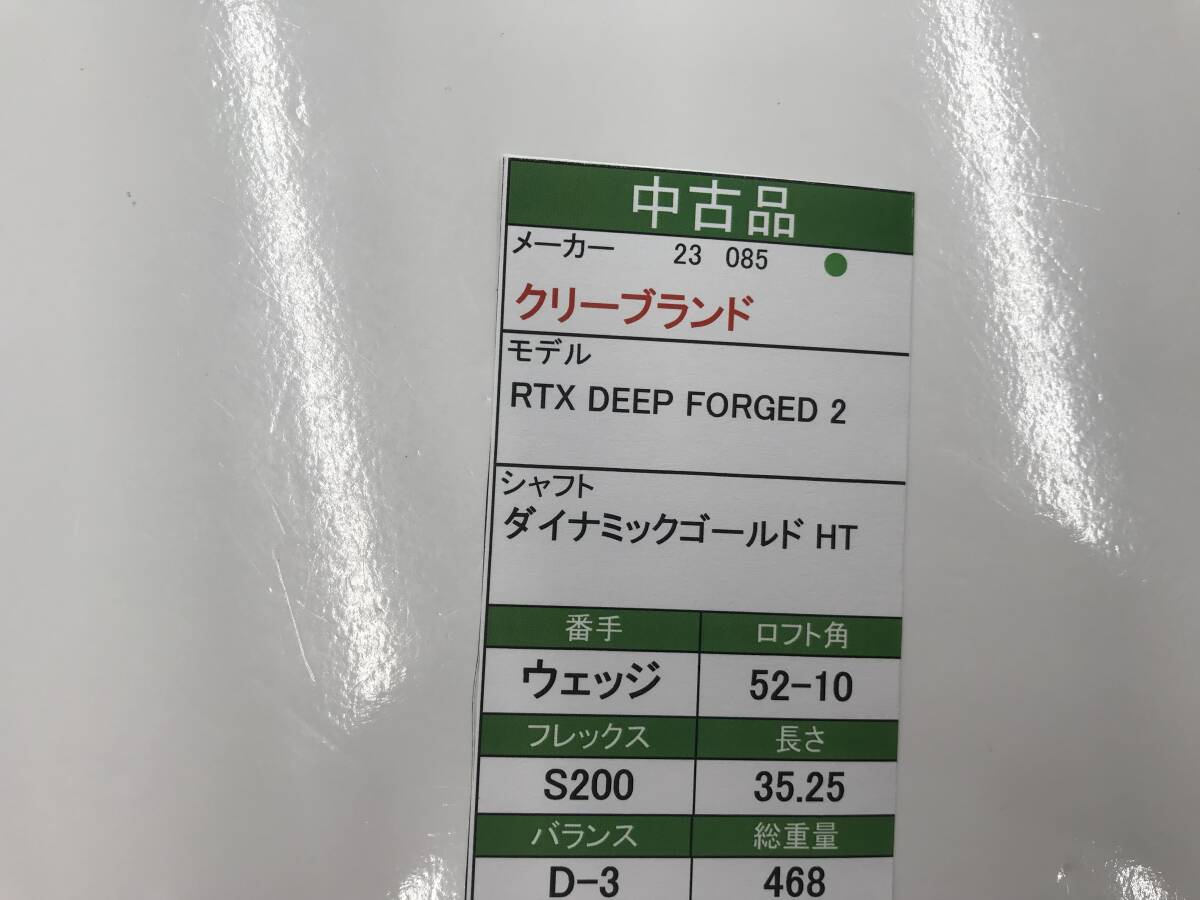 中古品
メーカー 23 085
クリーブランド
モデル
RTX DEEP FORGED 2
シャフト
ダイナミックゴールド HT
番手 ロフト角
ウェッジ 52-10
フレックス 長さ
S200 35.25
バランス 総重量
D-3 468